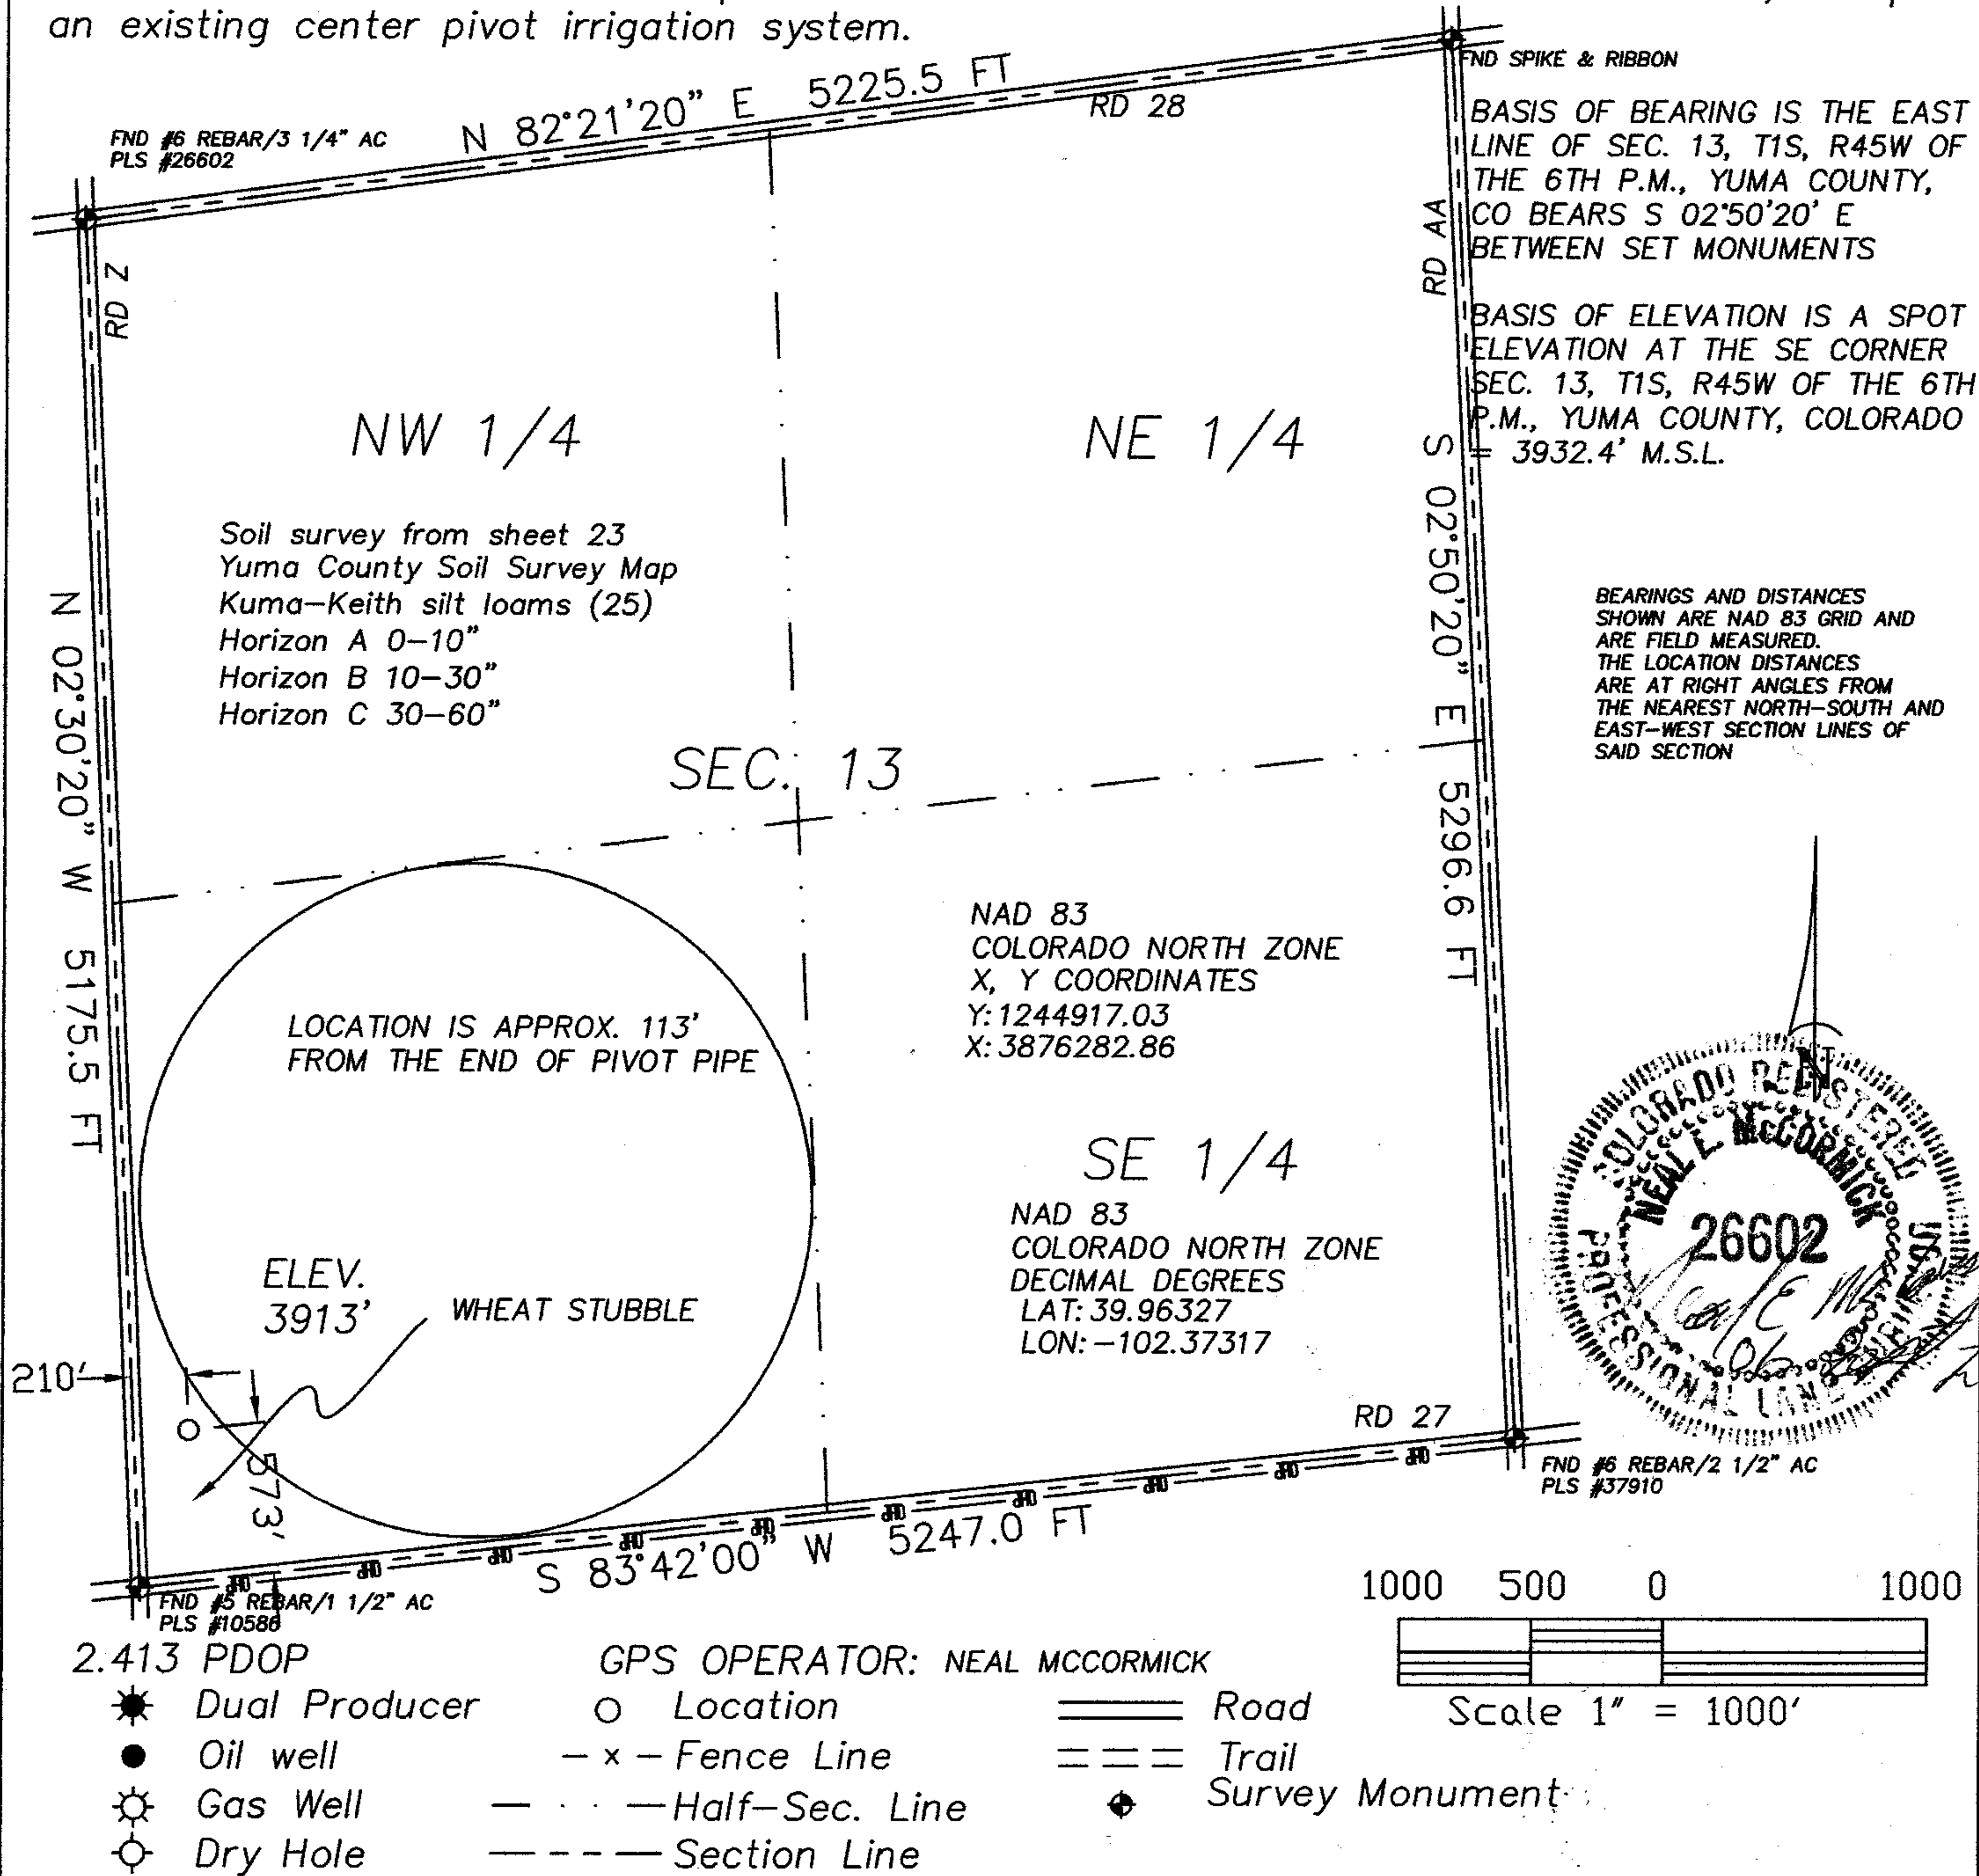 an existing center pivot irrigation system.
FND SPIKE & RIBBON
N 82°21'20" E 5225.5 FT
RD 28
FND #6 REBAR/3 1/4" AC
PLS #26602
BASIS OF BEARING IS THE EAST
LINE OF SEC. 13, T1S, R45W OF
THE 6TH P.M., YUMA COUNTY,
CO BEARS S 02°50'20' E
BETWEEN SET MONUMENTS
RD Z
RD AA
BASIS OF ELEVATION IS A SPOT
ELEVATION AT THE SE CORNER
SEC. 13, T1S, R45W OF THE 6TH
P.M., YUMA COUNTY, COLORADO
= 3932.4' M.S.L.
NW 1/4
NE 1/4
Soil survey from sheet 23
Yuma County Soil Survey Map
Kuma-Keith silt loams (25)
Horizon A 0-10"
Horizon B 10-30"
Horizon C 30-60"
N 02°30'20" W 5175.5 FT
S 02°50'20" E 5296.6 FT
BEARINGS AND DISTANCES
SHOWN ARE NAD 83 GRID AND
ARE FIELD MEASURED.
THE LOCATION DISTANCES
ARE AT RIGHT ANGLES FROM
THE NEAREST NORTH-SOUTH AND
EAST-WEST SECTION LINES OF
SAID SECTION
SEC. 13
NAD 83
COLORADO NORTH ZONE
X, Y COORDINATES
Y: 1244917.03
X: 3876282.86
LOCATION IS APPROX. 113'
FROM THE END OF PIVOT PIPE
N
COLORADO REGISTERED
NEAL E. McCORMICK
26602
PROFESSIONAL LAND
SE 1/4
NAD 83
COLORADO NORTH ZONE
DECIMAL DEGREES
LAT: 39.96327
LON: -102.37317
ELEV.
3913'
WHEAT STUBBLE
210'
573'
RD 27
FND #6 REBAR/2 1/2" AC
PLS #37910
S 83°42'00" W 5247.0 FT
FND #5 REBAR/1 1/2" AC
PLS #10586
1000 500 0 1000
Scale 1" = 1000'
2.413 PDOP
GPS OPERATOR: NEAL MCCORMICK
Dual Producer
Location
Road
Oil well
- x - Fence Line
Trail
Gas Well
Half-Sec. Line
Survey Monument
Dry Hole
Section Line